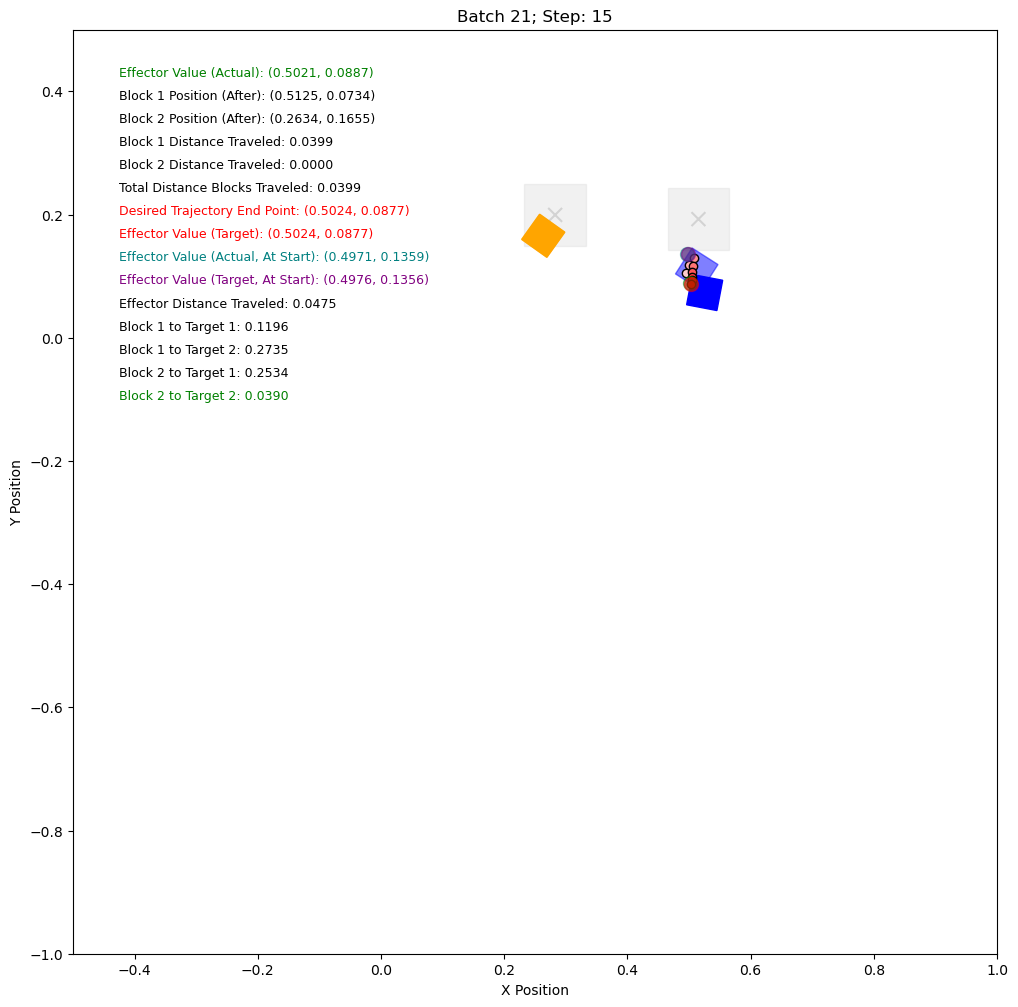 Batch 21; Step: 15
Effector Value (Actual): (0.5021, 0.0887)
Block 1 Position (After): (0.5125, 0.0734)
Block 2 Position (After): (0.2634, 0.1655)
Block 1 Distance Traveled: 0.0399
Block 2 Distance Traveled: 0.0000
Total Distance Blocks Traveled: 0.0399
Desired Trajectory End Point: (0.5024, 0.0877)
Effector Value (Target): (0.5024, 0.0877)
Effector Value (Actual, At Start): (0.4971, 0.1359)
Effector Value (Target, At Start): (0.4976, 0.1356)
Effector Distance Traveled: 0.0475
Block 1 to Target 1: 0.1196
Block 1 to Target 2: 0.2735
Block 2 to Target 1: 0.2534
Block 2 to Target 2: 0.0390
0.4
0.2
0.0
−0.2
−0.4
−0.6
−0.8
−1.0
Y Position
−0.4
−0.2
0.0
0.2
0.4
0.6
0.8
1.0
X Position